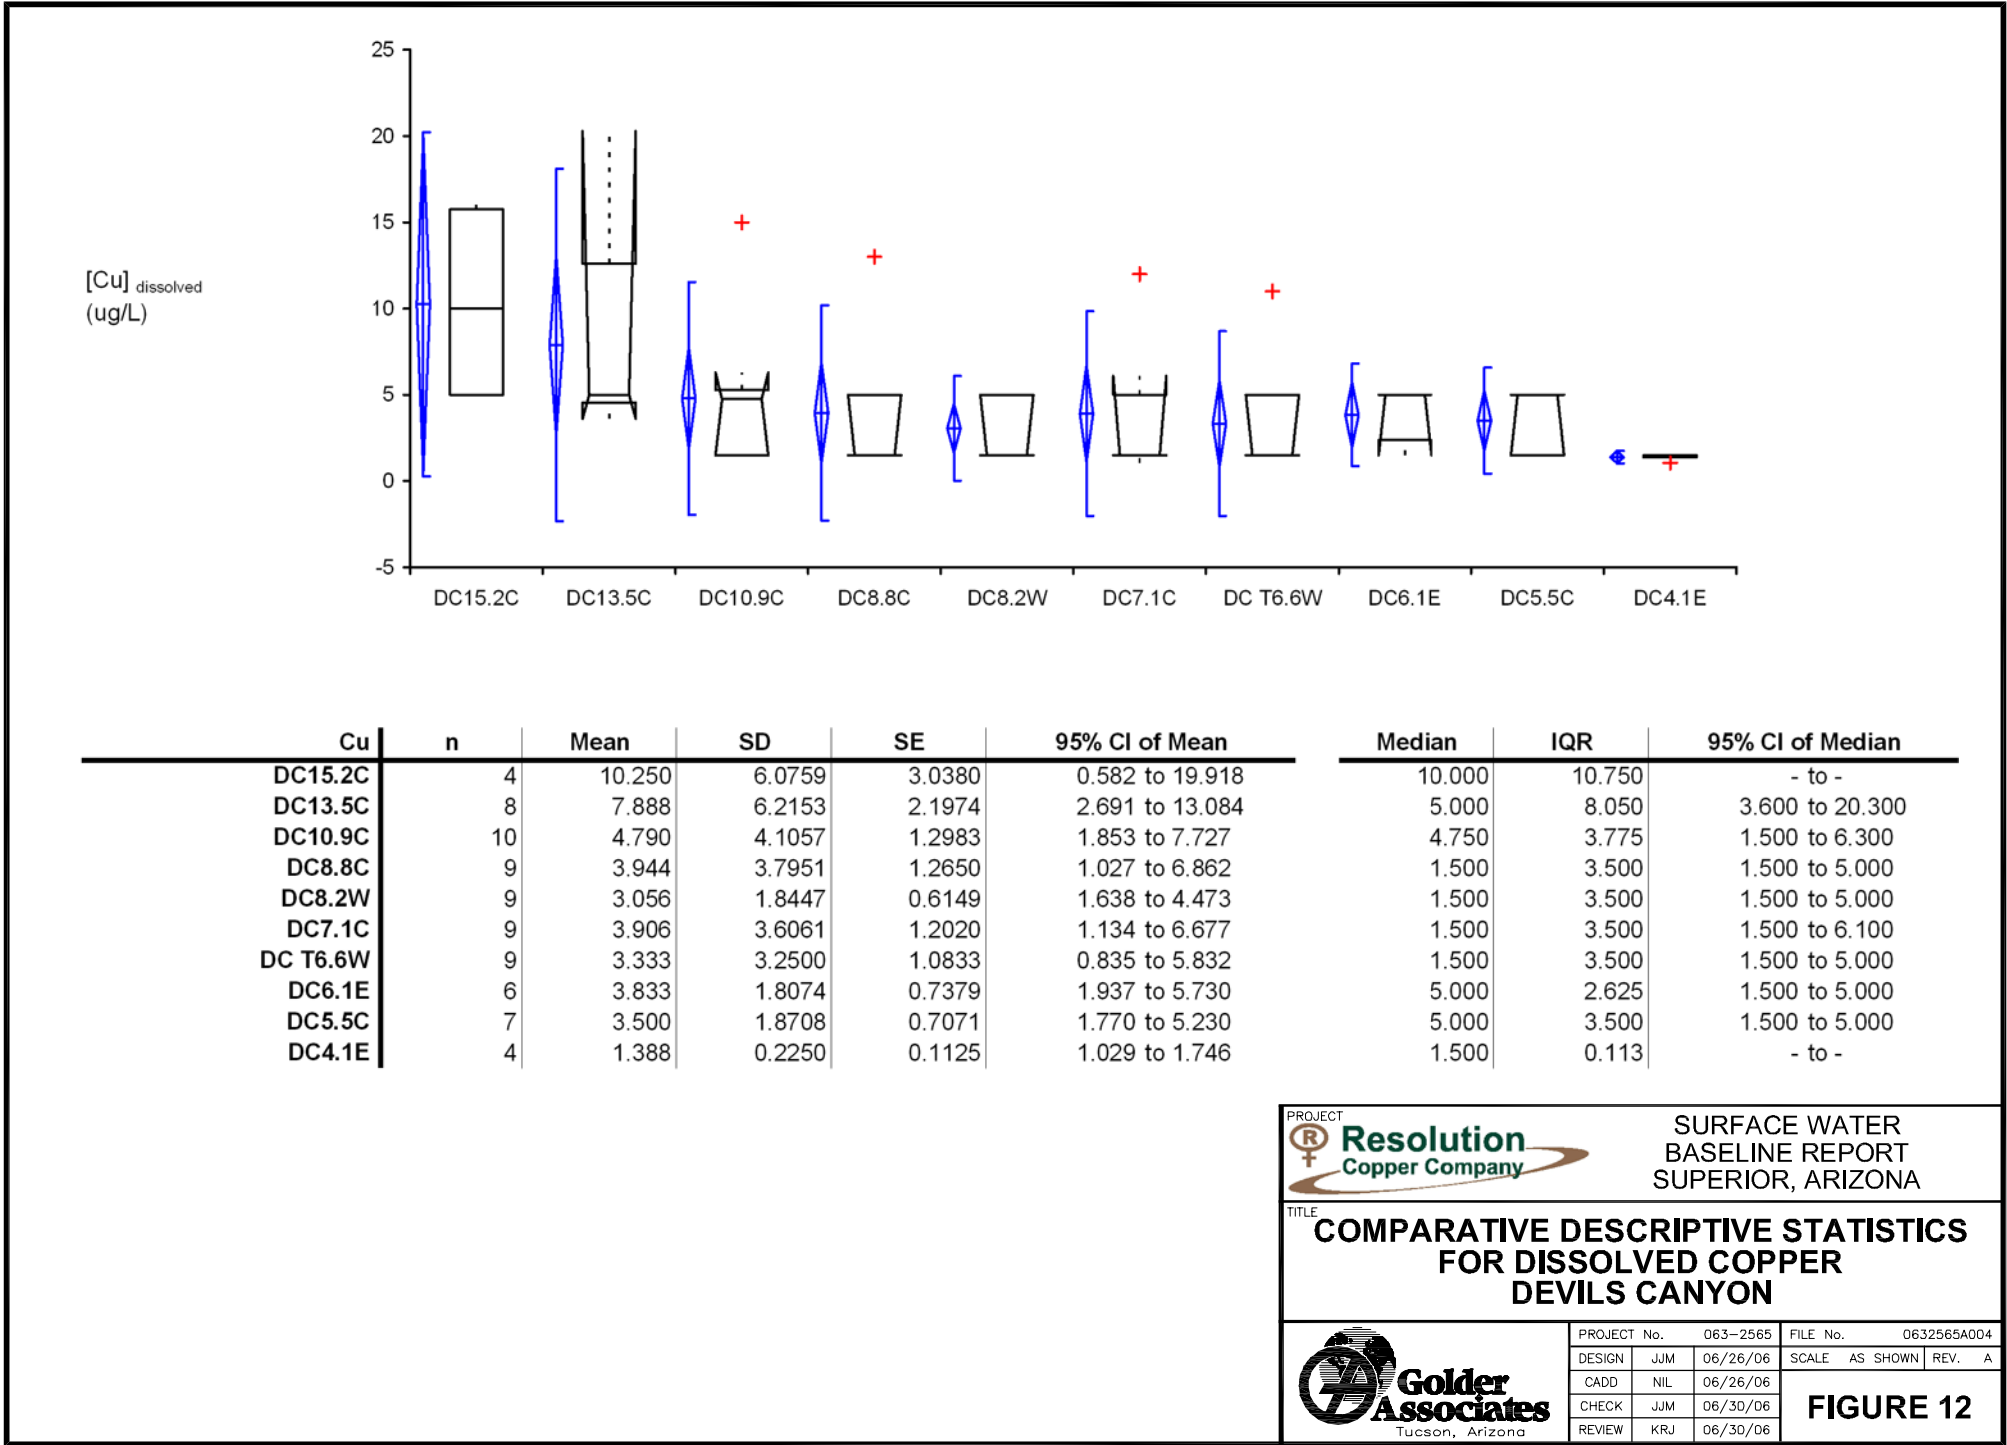 25
20
15
10
5
0
-5
[Cu] dissolved
(ug/L)
DC15.2C DC13.5C DC10.9C DC8.8C DC8.2W DC7.1C DC T6.6W DC6.1E DC5.5C DC4.1E
Cu n Mean SD SE 95% CI of Mean Median IQR 95% CI of Median
DC15.2C 4 10.250 6.0759 3.0380 0.582 to 19.918 10.000 10.750 - to -
DC13.5C 8 7.888 6.2153 2.1974 2.691 to 13.084 5.000 8.050 3.600 to 20.300
DC10.9C 10 4.790 4.1057 1.2983 1.853 to 7.727 4.750 3.775 1.500 to 6.300
DC8.8C 9 3.944 3.7951 1.2650 1.027 to 6.862 1.500 3.500 1.500 to 5.000
DC8.2W 9 3.056 1.8447 0.6149 1.638 to 4.473 1.500 3.500 1.500 to 5.000
DC7.1C 9 3.906 3.6061 1.2020 1.134 to 6.677 1.500 3.500 1.500 to 6.100
DC T6.6W 9 3.333 3.2500 1.0833 0.835 to 5.832 1.500 3.500 1.500 to 5.000
DC6.1E 6 3.833 1.8074 0.7379 1.937 to 5.730 5.000 2.625 1.500 to 5.000
DC5.5C 7 3.500 1.8708 0.7071 1.770 to 5.230 5.000 3.500 1.500 to 5.000
DC4.1E 4 1.388 0.2250 0.1125 1.029 to 1.746 1.500 0.113 - to -
PROJECT
R
Resolution
Copper Company
SURFACE WATER
BASELINE REPORT
SUPERIOR, ARIZONA
TITLE
COMPARATIVE DESCRIPTIVE STATISTICS
FOR DISSOLVED COPPER
DEVILS CANYON
Golder
Associates
Tucson, Arizona
PROJECT No. 063-2565 FILE No. 0632565A004
DESIGN JJM 06/26/06 SCALE AS SHOWN REV. A
CADD NIL 06/26/06
CHECK JJM 06/30/06
REVIEW KRJ 06/30/06
FIGURE 12